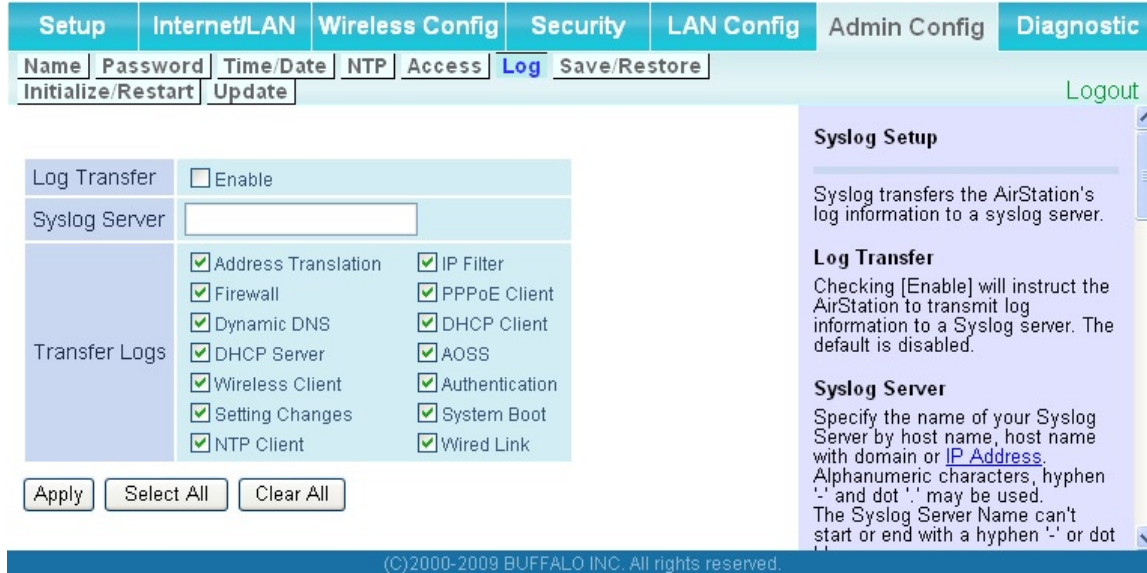 Setup Internet/LAN Wireless Config Security LAN Config Admin Config Diagnostic
Name Password Time/Date NTP Access Log Save/Restore
Initialize/Restart Update
Logout
Log Transfer Enable
Syslog Server
Transfer Logs
Address Translation IP Filter
Firewall PPPoE Client
Dynamic DNS DHCP Client
DHCP Server AOSS
Wireless Client Authentication
Setting Changes System Boot
NTP Client Wired Link
Apply Select All Clear All
Syslog Setup
Syslog transfers the AirStation's
log information to a syslog server.
Log Transfer
Checking [Enable] will instruct the
AirStation to transmit log
information to a Syslog server. The
default is disabled.
Syslog Server
Specify the name of your Syslog
Server by host name, host name
with domain or IP Address.
Alphanumeric characters, hyphen
'-' and dot '.' may be used.
The Syslog Server Name can't
start or end with a hyphen '-' or dot
(C)2000-2009 BUFFALO INC. All rights reserved.